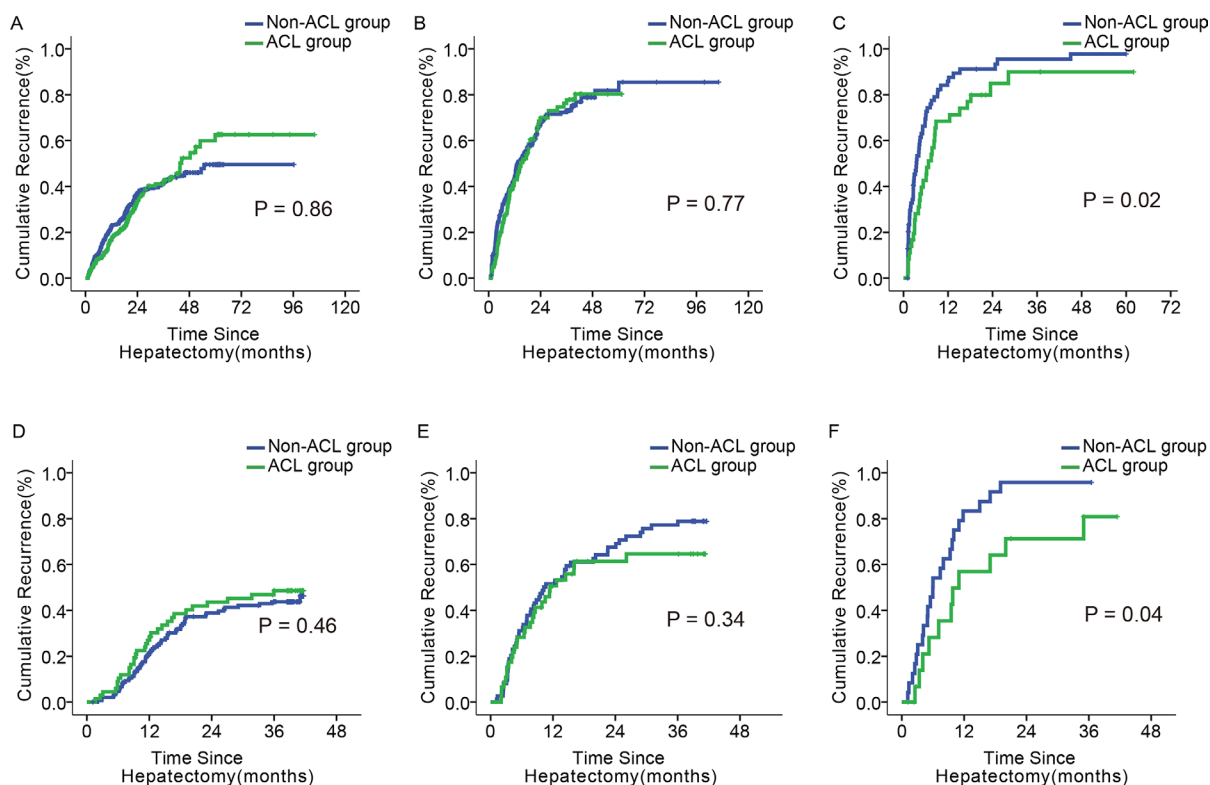 A
Non-ACL group
ACL group
Cumulative Recurrence(%)
1.0
0.8
0.6
0.4
0.2
0.0
P = 0.86
0 24 48 72 96 120
Time Since
Hepatectomy(months)
B
Non-ACL group
ACL group
Cumulative Recurrence(%)
1.0
0.8
0.6
0.4
0.2
0.0
P = 0.77
0 24 48 72 96 120
Time Since
Hepatectomy(months)
C
Non-ACL group
ACL group
Cumulative Recurrence(%)
1.0
0.8
0.6
0.4
0.2
0.0
P = 0.02
0 12 24 36 48 60 72
Time Since
Hepatectomy(months)
D
Non-ACL group
ACL group
Cumulative Recurrence(%)
1.0
0.8
0.6
0.4
0.2
0.0
P = 0.46
0 12 24 36 48
Time Since
Hepatectomy(months)
E
Non-ACL group
ACL group
Cumulative Recurrence(%)
1.0
0.8
0.6
0.4
0.2
0.0
P = 0.34
0 12 24 36 48
Time Since
Hepatectomy(months)
F
Non-ACL group
ACL group
Cumulative Recurrence(%)
1.0
0.8
0.6
0.4
0.2
0.0
P = 0.04
0 12 24 36 48
Time Since
Hepatectomy(months)